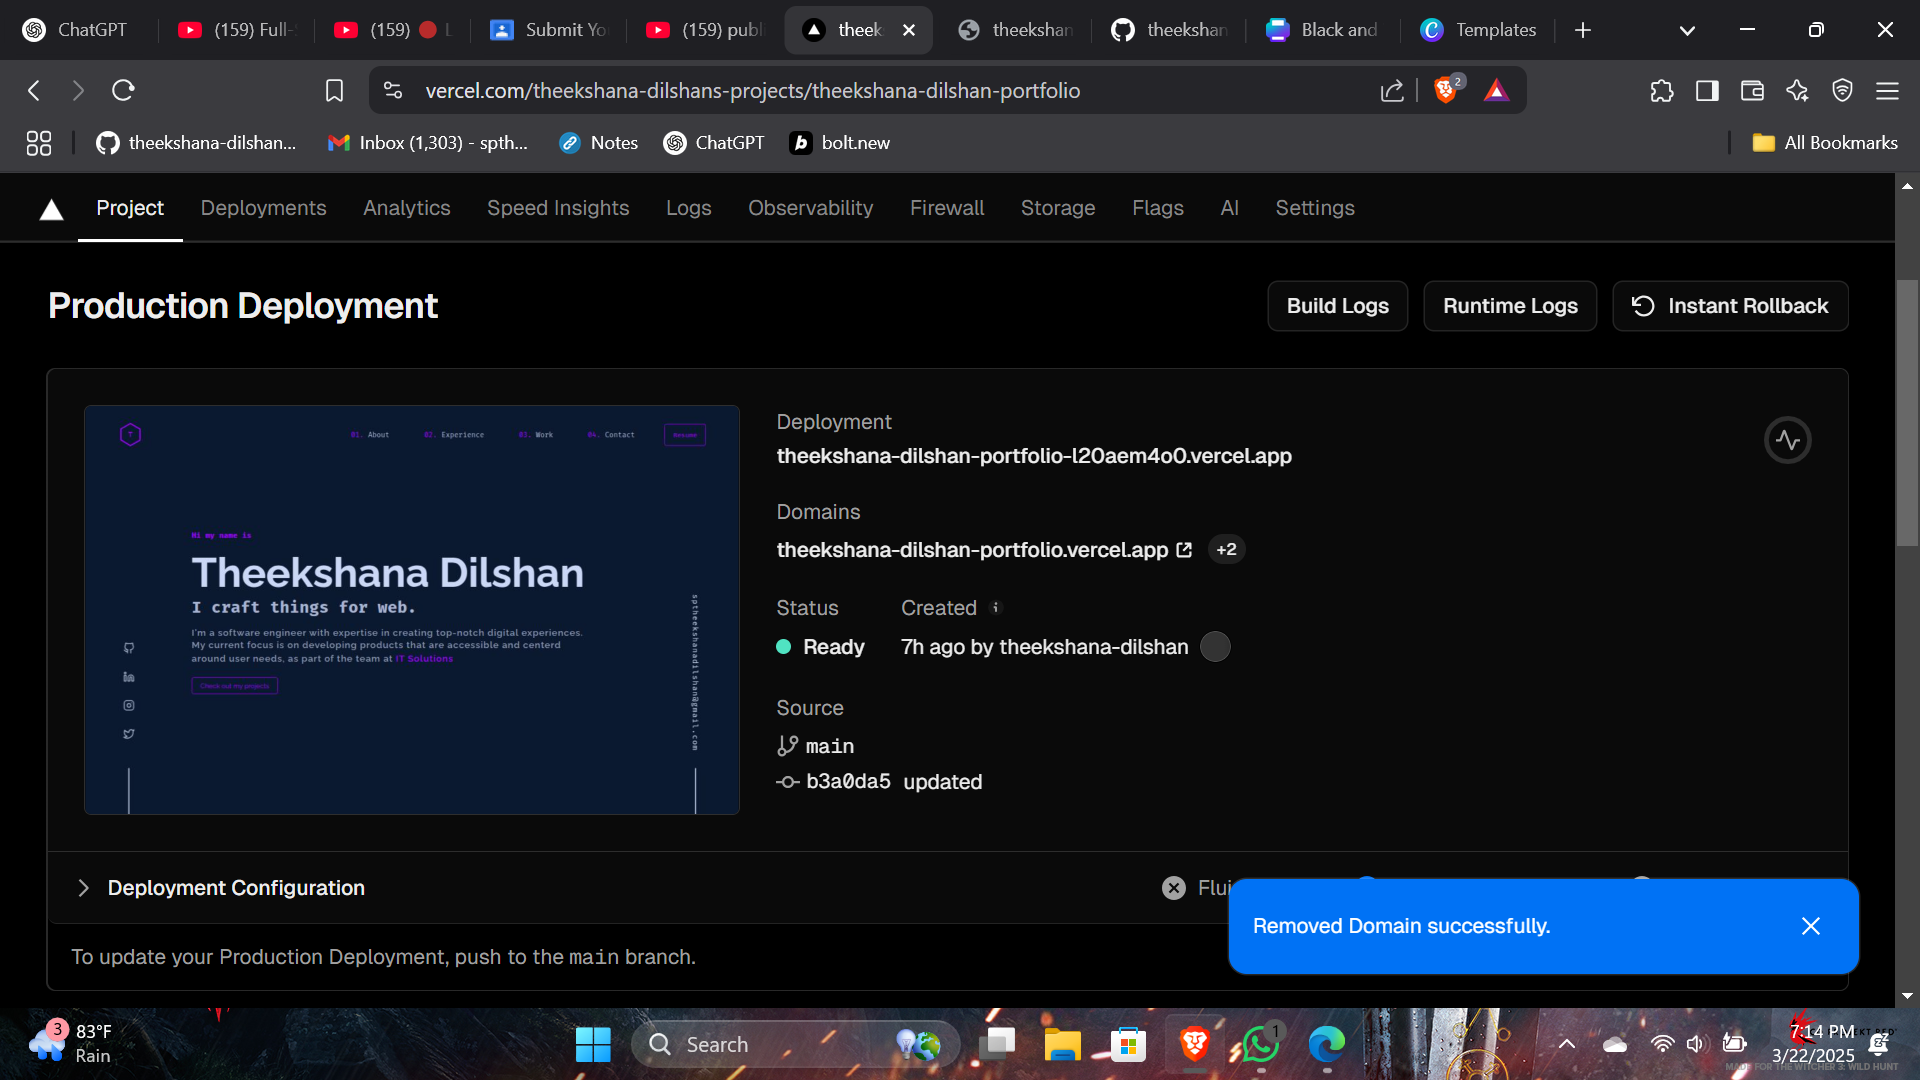 ChatGPT
(159) Full-
(159)
Submit Yo
(159) publ
theek
theekshan
theekshan
Black and
Templates
vercel.com/theekshana-dilshans-projects/theekshana-dilshan-portfolio
2
theekshana-dilshan...
Inbox (1,303) - spth...
Notes
ChatGPT
bolt.new
All Bookmarks
Project
Deployments
Analytics
Speed Insights
Logs
Observability
Firewall
Storage
Flags
AI
Settings
Production Deployment
Build Logs
Runtime Logs
Instant Rollback
01. About
02. Experience
03. Work
04. Contact
Resume
Hi my name is
Theekshana Dilshan
I craft things for web.
I'm a software engineer with expertise in creating top-notch digital experiences.
My current focus is on developing products that are accessible and centerd
around user needs, as part of the team at IT Solutions
Check out my projects
sptheekshanadilshan@gmail.com
Deployment
theekshana-dilshan-portfolio-l20aem4o0.vercel.app
Domains
theekshana-dilshan-portfolio.vercel.app
+2
Status
Created
Ready
7h ago by theekshana-dilshan
Source
main
b3a0da5 updated
Deployment Configuration
Flui
Removed Domain successfully.
To update your Production Deployment, push to the main branch.
3
83°F
Rain
Search
1
7:14 PM
3/22/2025
MADE FOR THE WITCHER 3: WILD HUNT